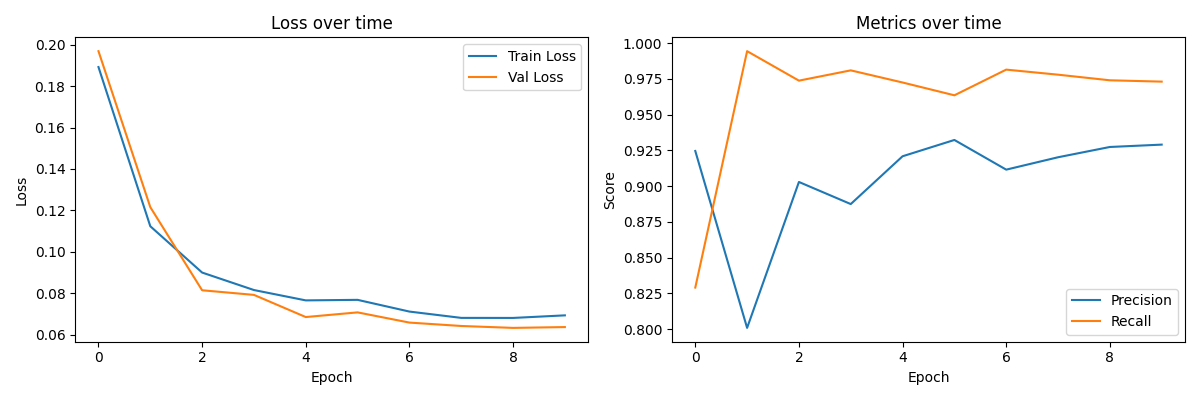 Loss over time
Train Loss
Val Loss
0.20
0.18
0.16
0.14
0.12
0.10
0.08
0.06
Loss
0
2
4
6
8
Epoch
Metrics over time
1.000
0.975
0.950
0.925
0.900
0.875
0.850
0.825
0.800
Score
Precision
Recall
0
2
4
6
8
Epoch